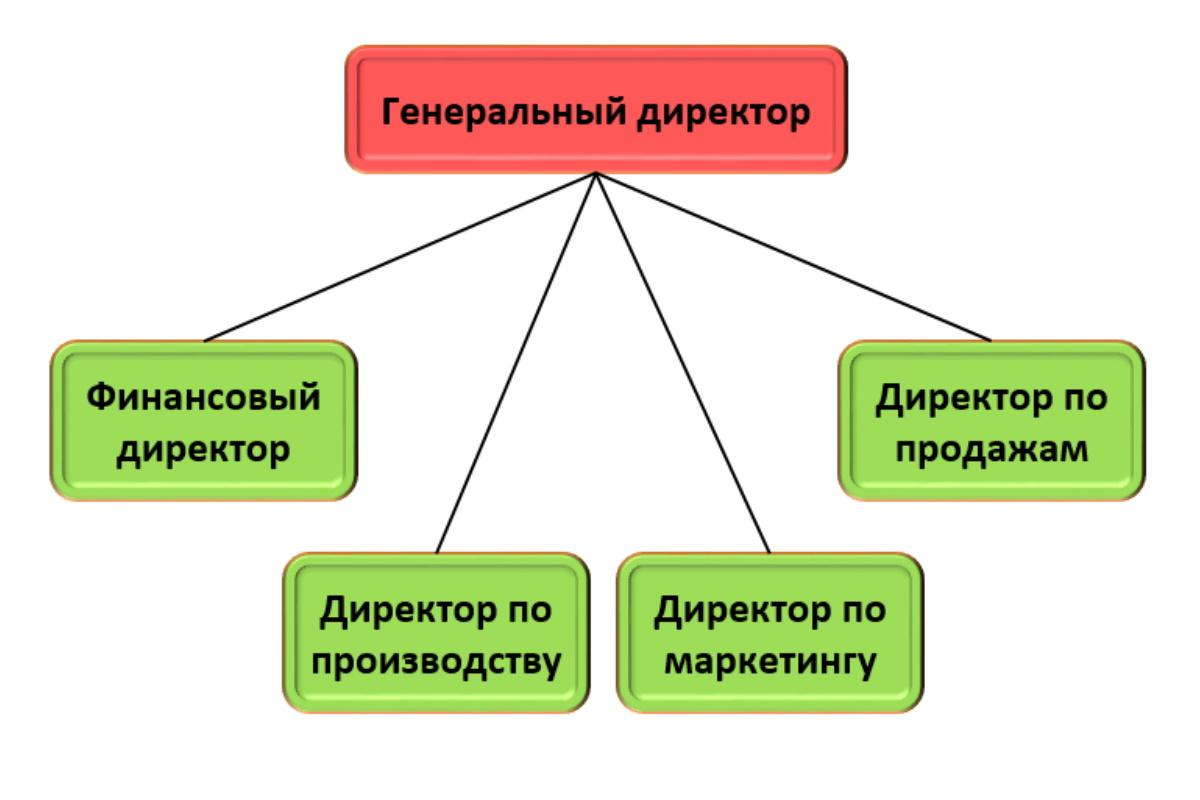 Генеральный директор
Финансовый
директор
Директор по
продажам
Директор по
производству
Директор по
маркетингу